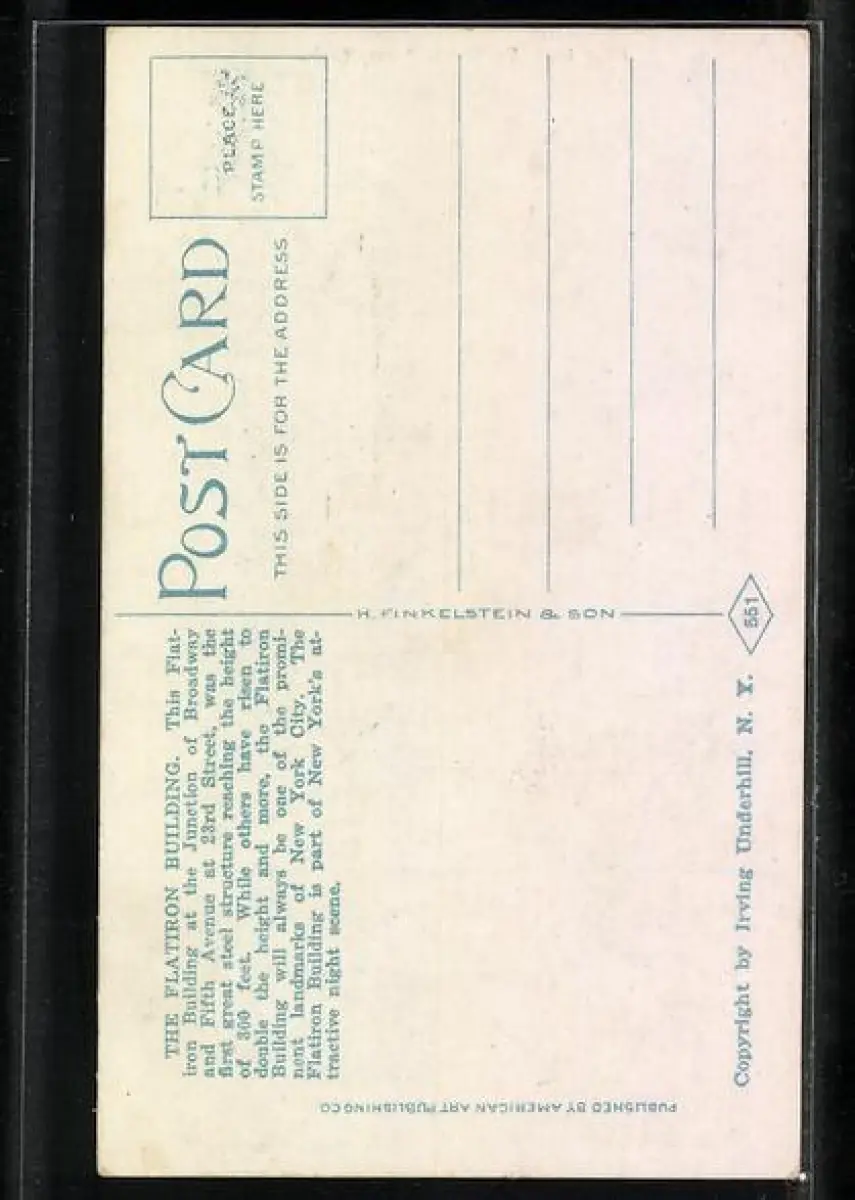 THE FLATIRON BUILDING. This Flat-
iron Building at the Junction of Broadway
and Fifth Avenue at 23rd Street, was the
first great steel structure reaching the height
of 300 feet. While others have risen to
double the height and more, the Flatiron
Building will always be one of the promi-
nent landmarks of New York City. The
Flatiron Building is part of New York's at-
tractive night scene.
Copyright by Irving Underhill, N. Y.
PUBLISHED BY AMERICAN ART PUBLISHING CO
H. FINKELSTEIN & SON
551
POST CARD
THIS SIDE IS FOR THE ADDRESS
PLACE
STAMP HERE